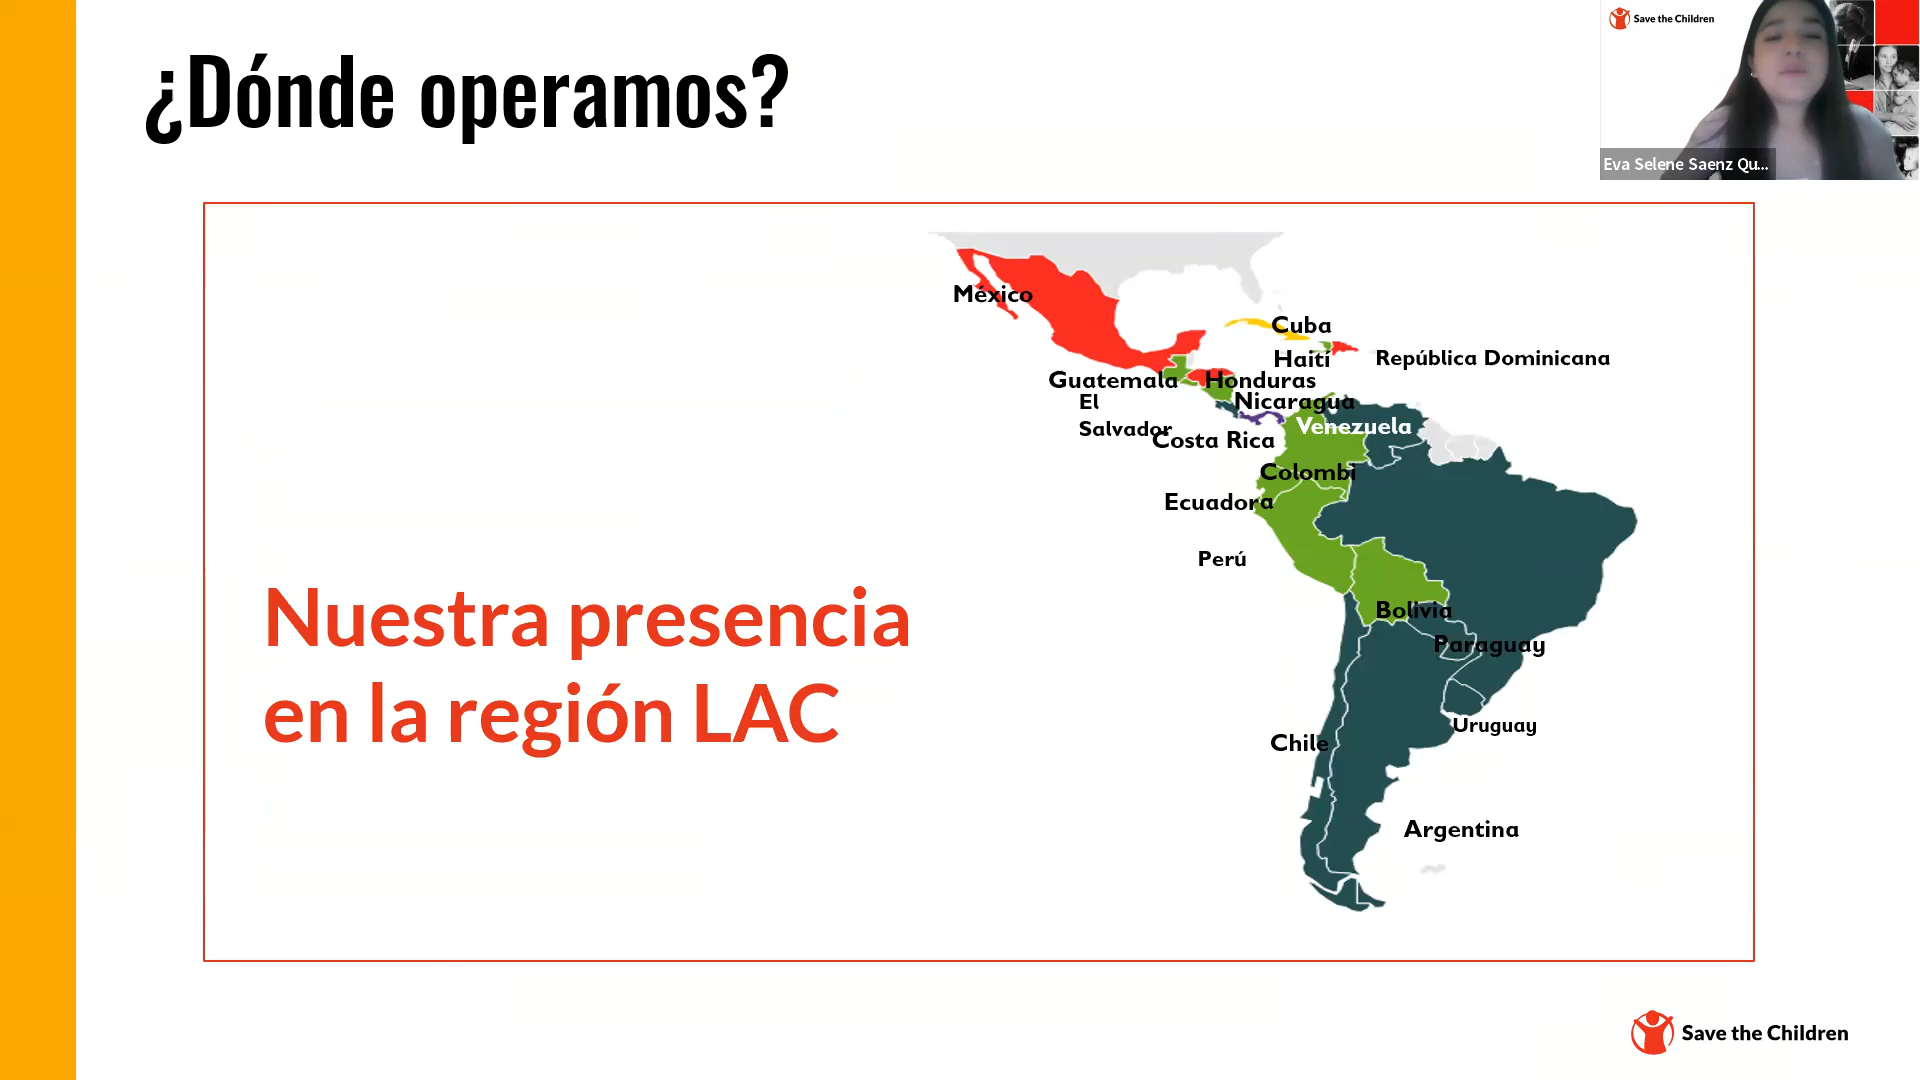 ¿Dónde operamos?
Save the Children
Eva Selene Saenz Qu...
México
Cuba
Haití
República Dominicana
Guatemala
Honduras
El
Salvador
Nicaragua
Venezuela
Costa Rica
Colombi
Ecuadora
Perú
Nuestra presencia
en la región LAC
Bolivia
Paraguay
Uruguay
Chile
Argentina
Save the Children